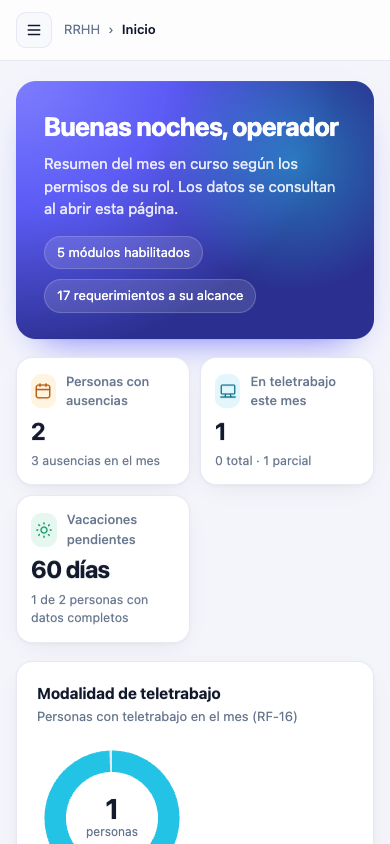 RRHH › Inicio
Buenas noches, operador
Resumen del mes en curso según los
permisos de su rol. Los datos se consultan
al abrir esta página.
5 módulos habilitados
17 requerimientos a su alcance
Personas con
ausencias
2
3 ausencias en el mes
En teletrabajo
este mes
1
0 total · 1 parcial
Vacaciones
pendientes
60 días
1 de 2 personas con
datos completos
Modalidad de teletrabajo
Personas con teletrabajo en el mes (RF-16)
1
personas